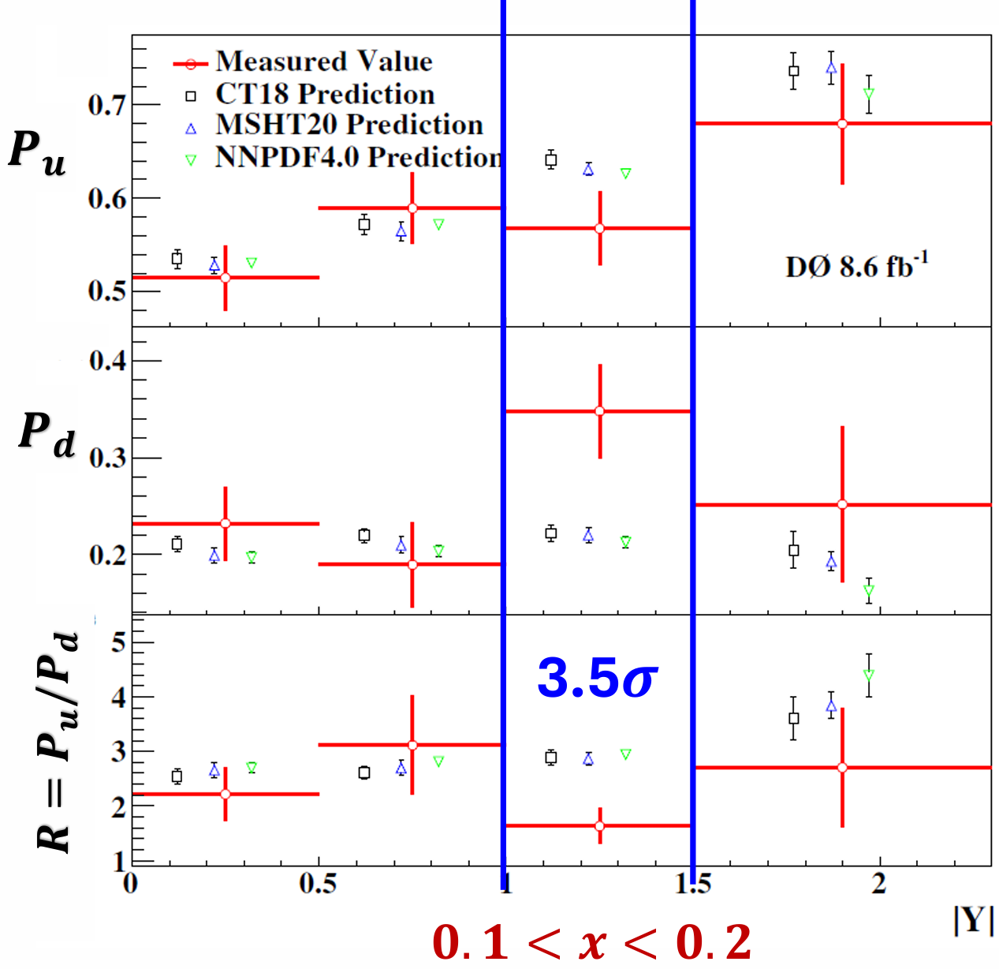 Measured Value
CT18 Prediction
MSHT20 Prediction
NNPDF4.0 Prediction
P_u
0.7
0.6
0.5
DØ 8.6 fb⁻¹
P_d
0.4
0.3
0.2
R = P_u/P_d
5
4
3
2
1
3.5σ
0 0.5 1 1.5 2
|Y|
0.1 < x < 0.2